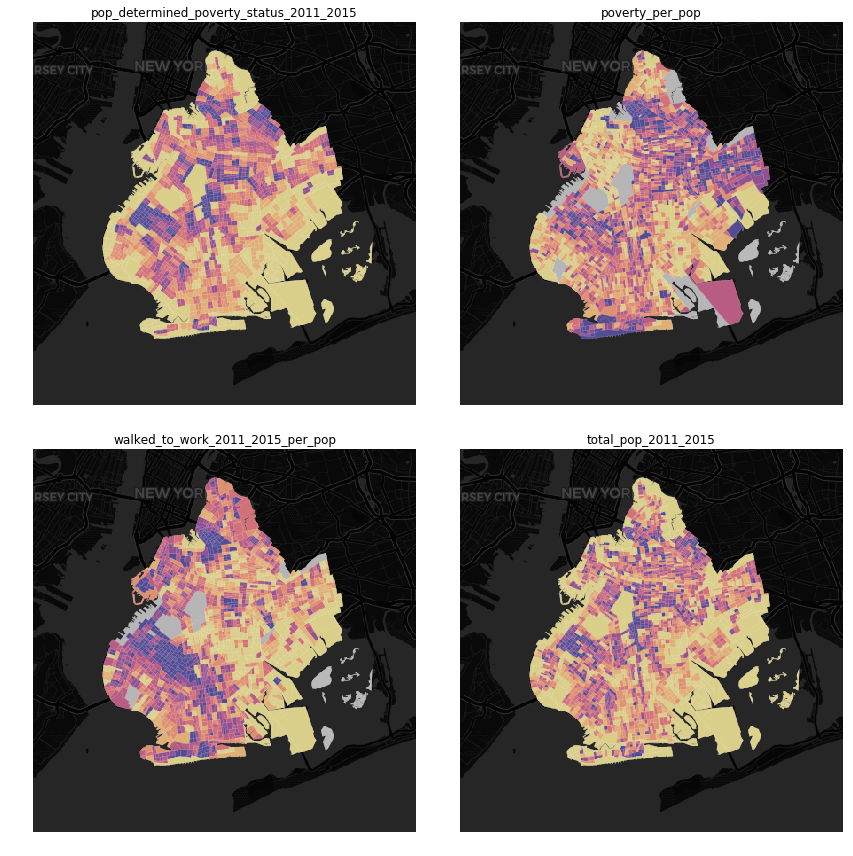 pop_determined_poverty_status_2011_2015
poverty_per_pop
RSEY CITY
NEW YOR
RSEY CITY
NEW YOR
walked_to_work_2011_2015_per_pop
total_pop_2011_2015
RSEY CITY
NEW YOR
RSEY CITY
NEW YOR